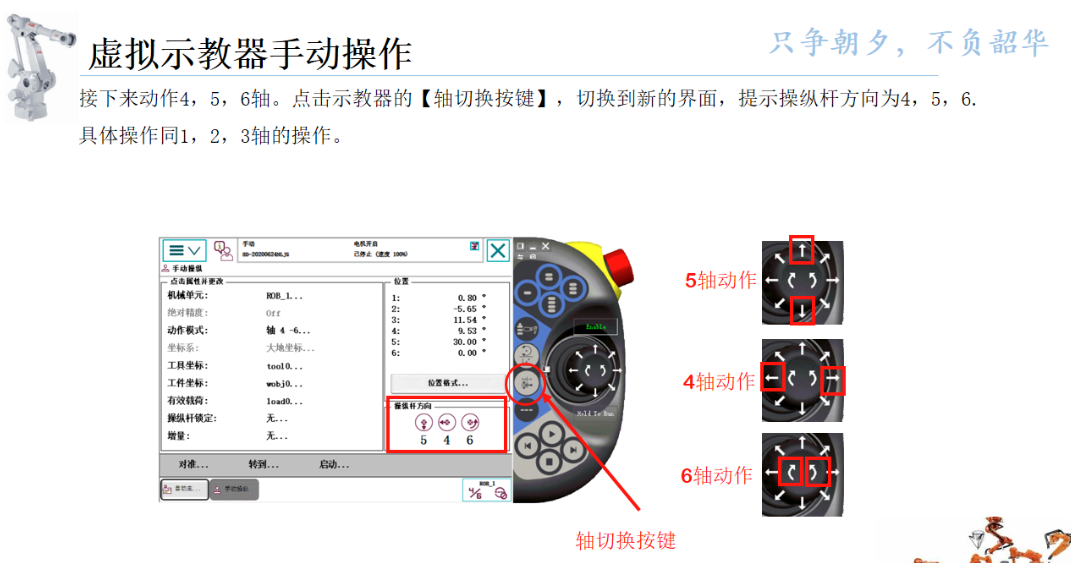 虚拟示教器手动操作
只争朝夕，不负韶华
接下来动作4，5，6轴。点击示教器的【轴切换按键】，切换到新的界面，提示操纵杆方向为4，5，6.
具体操作同1，2，3轴的操作。
手动
电机开启
已停止（速度 100%）
手动操纵
点击属性并更改
机械单元： ROB_1...
绝对精度： Off
动作模式： 轴 4 -6...
坐标系： 大地坐标...
工具坐标： tool0...
工件坐标： wobj0...
有效载荷： load0...
操纵杆锁定： 无...
增量： 无...
位置
1: 0.80 °
2: -5.65 °
3: 11.54 °
4: 9.53 °
5: 30.00 °
6: 0.00 °
位置格式...
操纵杆方向
5 4 6
对准... 转到... 启动...
手动操纵
ROB_1
Enable
Hold To Run
5轴动作
4轴动作
6轴动作
轴切换按键